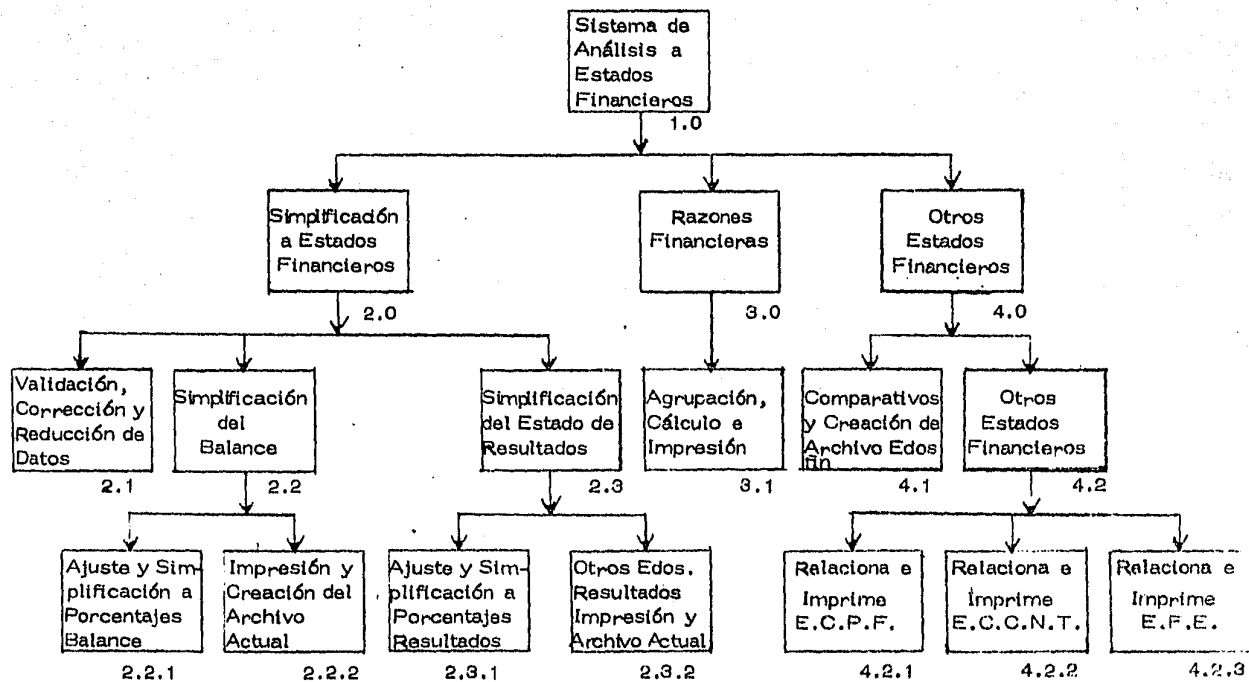 Sistema de
Análisis a
Estados
Financieros
1.0
Simplificación
a Estados
Financieros
2.0
Razones
Financieras
3.0
Otros
Estados
Financieros
4.0
Validación,
Corrección y
Reducción de
Datos
2.1
Simplificación
del
Balance
2.2
Simplificación
del Estado de
Resultados
2.3
Agrupación,
Cálculo e
Impresión
3.1
Comparativos
y Creación de
Archivo Edos
fin
4.1
Otros
Estados
Financieros
4.2
Ajuste y Sim-
plificación a
Porcentajes
Balance
2.2.1
Impresión y
Creación del
Archivo
Actual
2.2.2
Ajuste y Sim-
plificación a
Porcentajes
Resultados
2.3.1
Otros Edos.
Resultados
Impresión y
Archivo Actual
2.3.2
Relaciona e
Imprime
E.C.P.F.
4.2.1
Relaciona e
Imprime
E.C.C.N.T.
4.2.2
Relaciona e
Imprime
E.F.E.
4.2.3